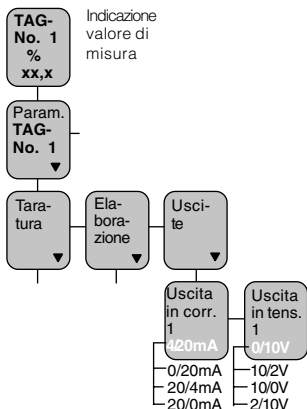 TAG-
No. 1
%
xx,x
Indicazione
valore di
misura
Param.
TAG-
No. 1
Tara-
tura
Ela-
bora-
zione
Usci-
te
Uscita
in corr.
1
4/20mA
0/20mA
20/4mA
20/0mA
Uscita
in tens.
1
0/10V
10/2V
10/0V
2/10V